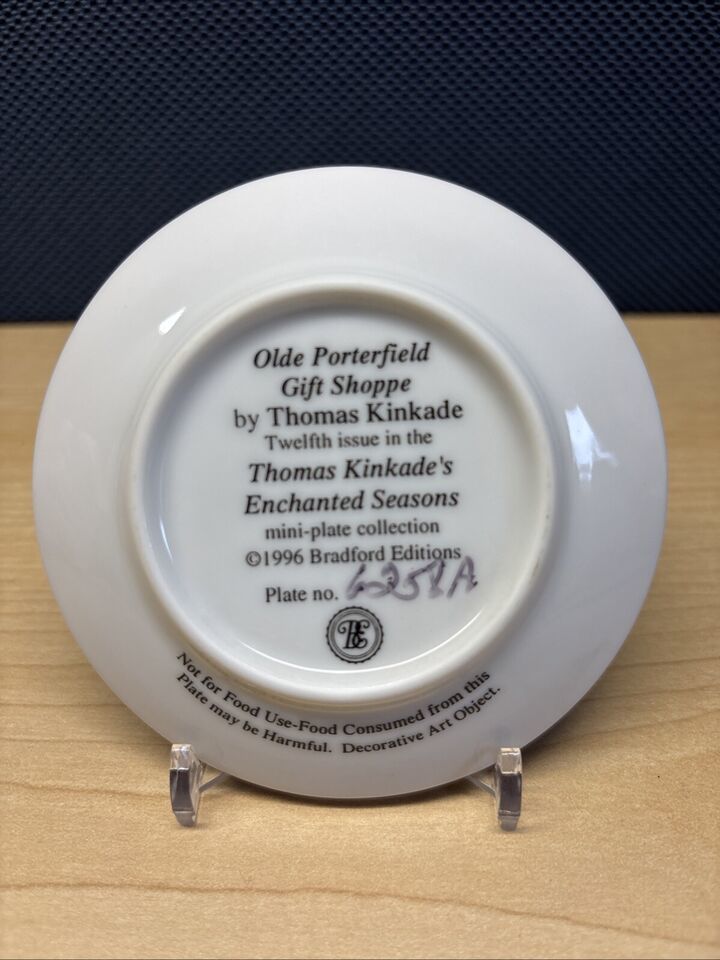 Olde Porterfield
Gift Shoppe
by Thomas Kinkade
Twelfth issue in the
Thomas Kinkade's
Enchanted Seasons
mini-plate collection
©1996 Bradford Editions
Plate no. 6258A
BE
Not for Food Use-Food Consumed from this
Plate may be Harmful. Decorative Art Object.